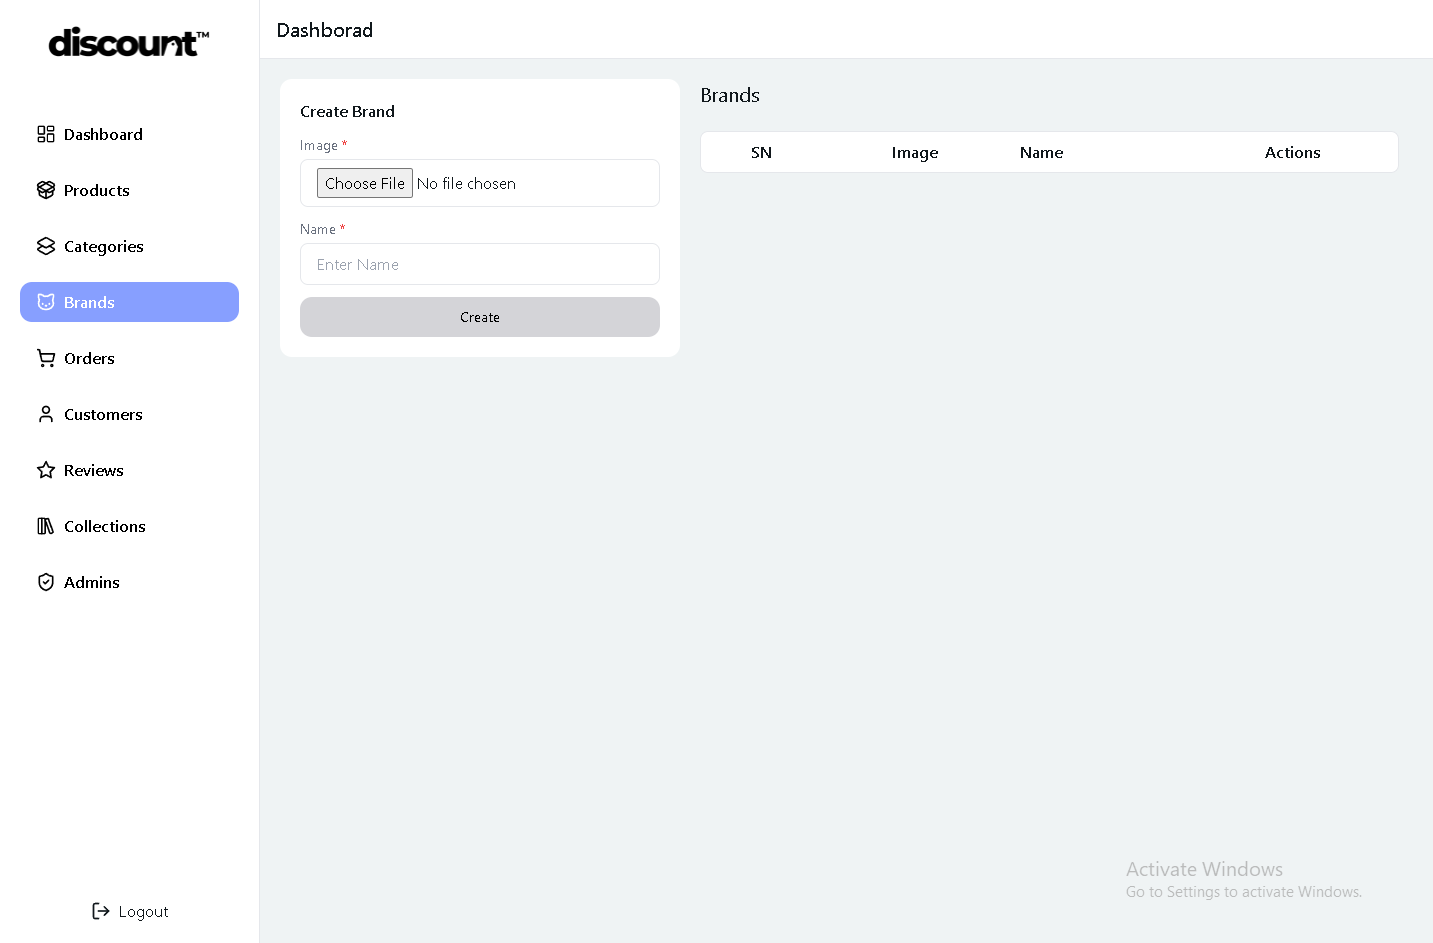 discount™
Dashboard
Products
Categories
Brands
Orders
Customers
Reviews
Collections
Admins
Logout
Dashborad
Create Brand
Image *
Choose File No file chosen
Name *
Enter Name
Create
Brands
SN Image Name Actions
Activate Windows
Go to Settings to activate Windows.